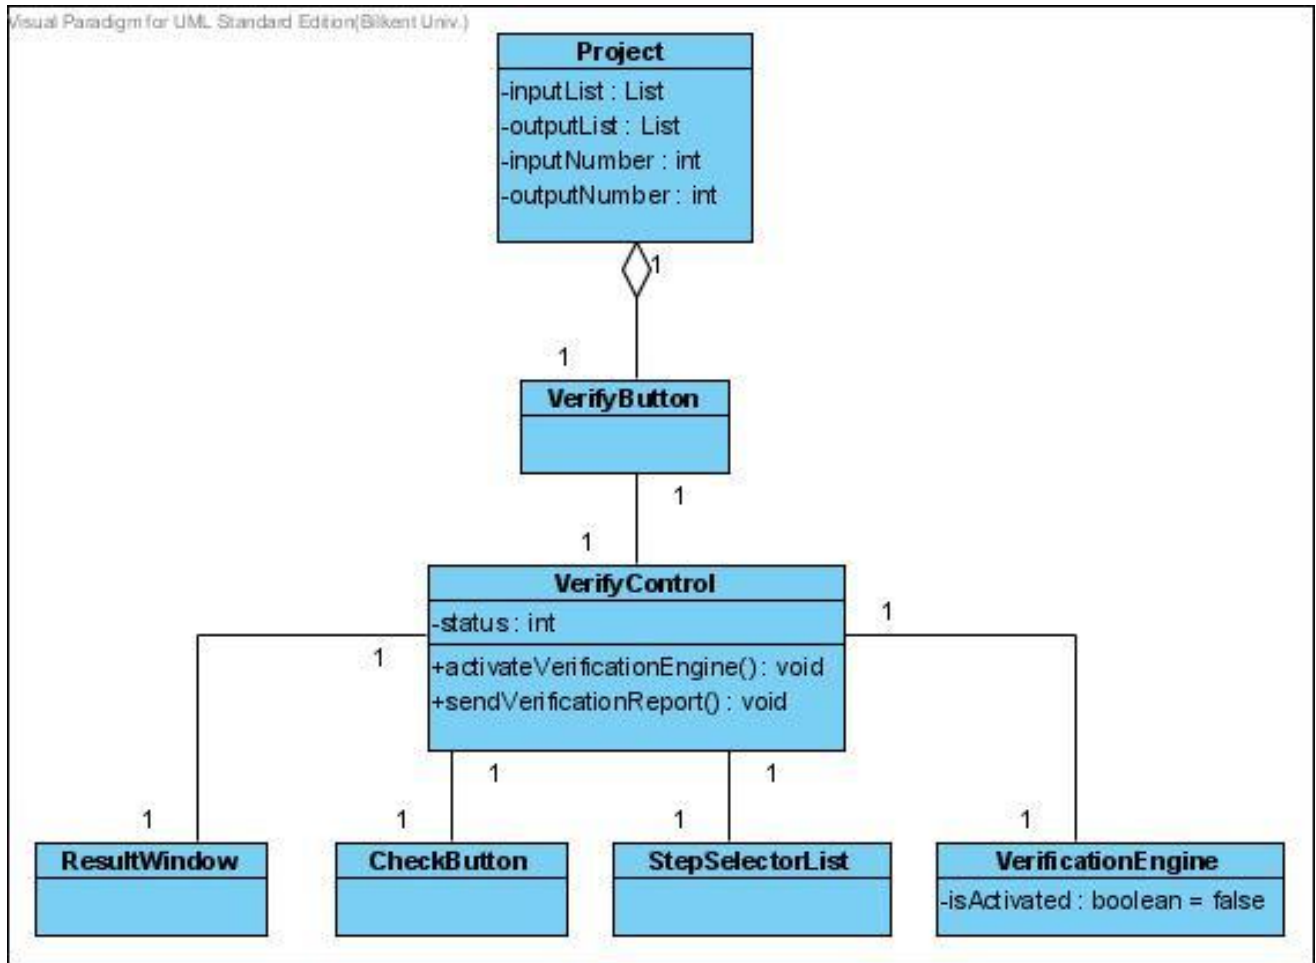 Visual Paradigm for UML Standard Edition(Bilkent Univ.)
Project
-inputList : List
-outputList : List
-inputNumber : int
-outputNumber : int
1
1
VerifyButton
1
1
VerifyControl
-status : int
+activateVerificationEngine() : void
+sendVerificationReport() : void
1
1
1
1
1
1
1
1
ResultWindow
CheckButton
StepSelectorList
VerificationEngine
-isActivated : boolean = false